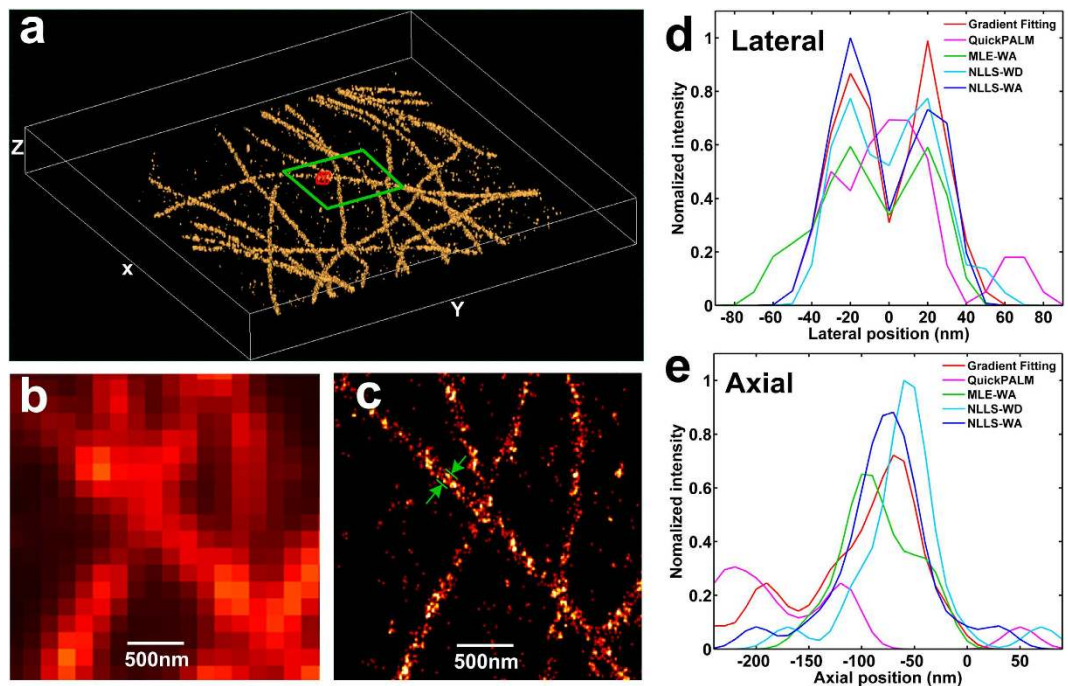 a
Z
x
Y
b
500nm
c
500nm
d
Lateral
Gradient Fitting
QuickPALM
MLE-WA
NLLS-WD
NLLS-WA
Nomalized intensity
1
0.8
0.6
0.4
0.2
0
-80 -60 -40 -20 0 20 40 60 80
Lateral position (nm)
e
Axial
Gradient Fitting
QuickPALM
MLE-WA
NLLS-WD
NLLS-WA
Nomalized intensity
1
0.8
0.6
0.4
0.2
0
-200 -150 -100 -50 0 50
Axial position (nm)